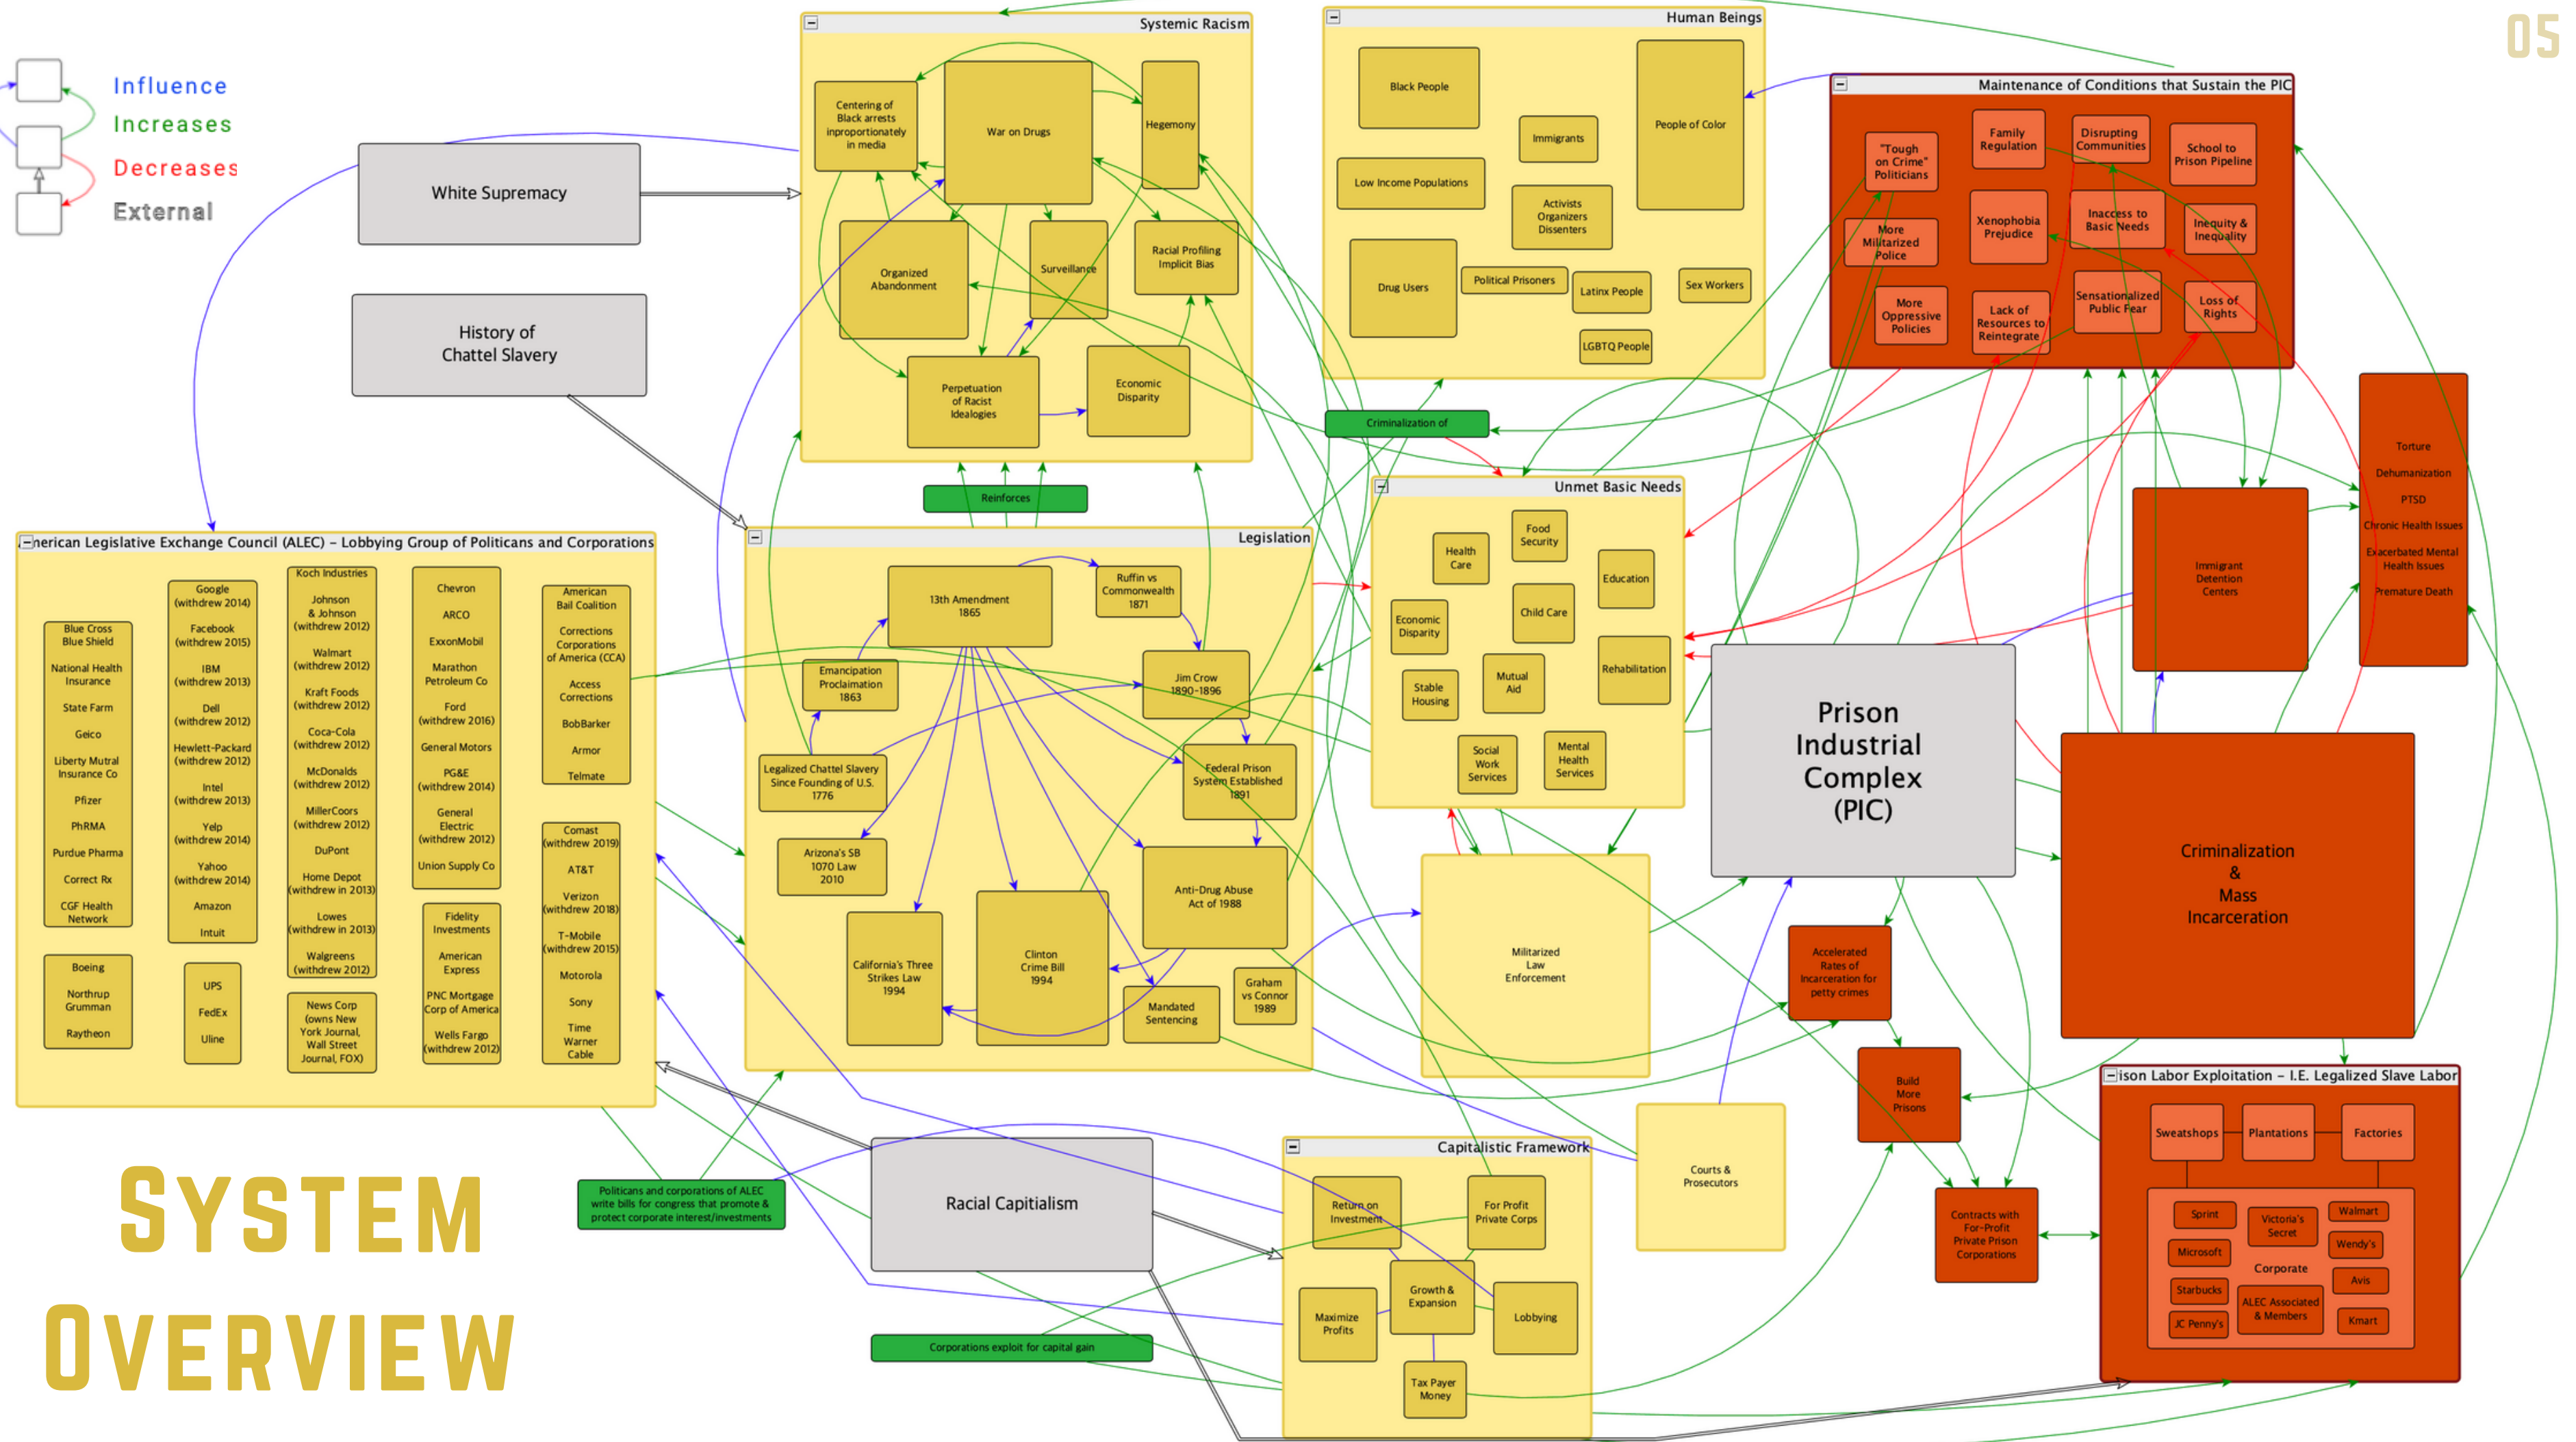 05
Influence
Increases
Decreases
External
White Supremacy
History of
Chattel Slavery
Systemic Racism
Centering of
Black arrests
inproportionately
in media
War on Drugs
Hegemony
Organized
Abandonment
Surveillance
Racial Profiling
Implicit Bias
Perpetuation
of Racist
Idealogies
Economic
Disparity
Reinforces
Human Beings
Black People
Immigrants
People of Color
Low Income Populations
Activists
Organizers
Dissenters
Drug Users
Political Prisoners
Latinx People
Sex Workers
LGBTQ People
Criminalization of
Maintenance of Conditions that Sustain the PIC
"Tough
on Crime"
Politicians
Family
Regulation
Disrupting
Communities
School to
Prison Pipeline
More
Militarized
Police
Xenophobia
Prejudice
Inaccess to
Basic Needs
Inequity &
Inequality
More
Oppressive
Policies
Lack of
Resources to
Reintegrate
Sensationalized
Public Fear
Loss of
Rights
Torture
Dehumanization
PTSD
Chronic Health Issues
Exacerbated Mental
Health Issues
Premature Death
Immigrant
Detention
Centers
American Legislative Exchange Council (ALEC) - Lobbying Group of Politicans and Corporations
Blue Cross
Blue Shield
National Health
Insurance
State Farm
Geico
Liberty Mutral
Insurance Co
Pfizer
PhRMA
Purdue Pharma
Correct Rx
CGF Health
Network
Boeing
Northrup
Grumman
Raytheon
Google
(withdrew 2014)
Facebook
(withdrew 2015)
IBM
(withdrew 2013)
Dell
(withdrew 2012)
Hewlett-Packard
(withdrew 2012)
Intel
(withdrew 2013)
Yelp
(withdrew 2014)
Yahoo
(withdrew 2014)
Amazon
Intuit
UPS
FedEx
Uline
Koch Industries
Johnson
& Johnson
(withdrew 2012)
Walmart
(withdrew 2012)
Kraft Foods
(withdrew 2012)
Coca-Cola
(withdrew 2012)
McDonalds
(withdrew 2012)
MillerCoors
(withdrew 2012)
DuPont
Home Depot
(withdrew in 2013)
Lowes
(withdrew in 2013)
Walgreens
(withdrew 2012)
News Corp
(owns New
York Journal,
Wall Street
Journal, FOX)
Chevron
ARCO
ExxonMobil
Marathon
Petroleum Co
Ford
(withdrew 2016)
General Motors
PG&E
(withdrew 2014)
General
Electric
(withdrew 2012)
Union Supply Co
Fidelity
Investments
American
Express
PNC Mortgage
Corp of America
Wells Fargo
(withdrew 2012)
American
Bail Coalition
Corrections
Corporations
of America (CCA)
Access
Corrections
BobBarker
Armor
Telmate
Comast
(withdrew 2019)
AT&T
Verizon
(withdrew 2018)
T-Mobile
(withdrew 2015)
Motorola
Sony
Time
Warner
Cable
Legislation
13th Amendment
1865
Ruffin vs
Commonwealth
1871
Emancipation
Proclaimation
1863
Jim Crow
1890-1896
Legalized Chattel Slavery
Since Founding of U.S.
1776
Federal Prison
System Established
1891
Arizona's SB
1070 Law
2010
Anti-Drug Abuse
Act of 1988
California's Three
Strikes Law
1994
Clinton
Crime Bill
1994
Mandated
Sentencing
Graham
vs Connor
1989
Unmet Basic Needs
Food
Security
Health
Care
Education
Economic
Disparity
Child Care
Rehabilitation
Stable
Housing
Mutual
Aid
Social
Work
Services
Mental
Health
Services
Prison
Industrial
Complex
(PIC)
Criminalization
&
Mass
Incarceration
Militarized
Law
Enforcement
Accelerated
Rates of
Incarceration for
petty crimes
Build
More
Prisons
Courts &
Prosecutors
Contracts with
For-Profit
Private Prison
Corporations
ison Labor Exploitation - I.E. Legalized Slave Labor
Sweatshops
Plantations
Factories
Sprint
Victoria's
Secret
Walmart
Microsoft
Wendy's
Corporate
Starbucks
Avis
ALEC Associated
& Members
JC Penny's
Kmart
System
Overview
Politicans and corporations of ALEC
write bills for congress that promote &
protect corporate interest/investments
Racial Capitialism
Corporations exploit for capital gain
Capitalistic Framework
Return on
Investment
For Profit
Private Corps
Growth &
Expansion
Maximize
Profits
Lobbying
Tax Payer
Money